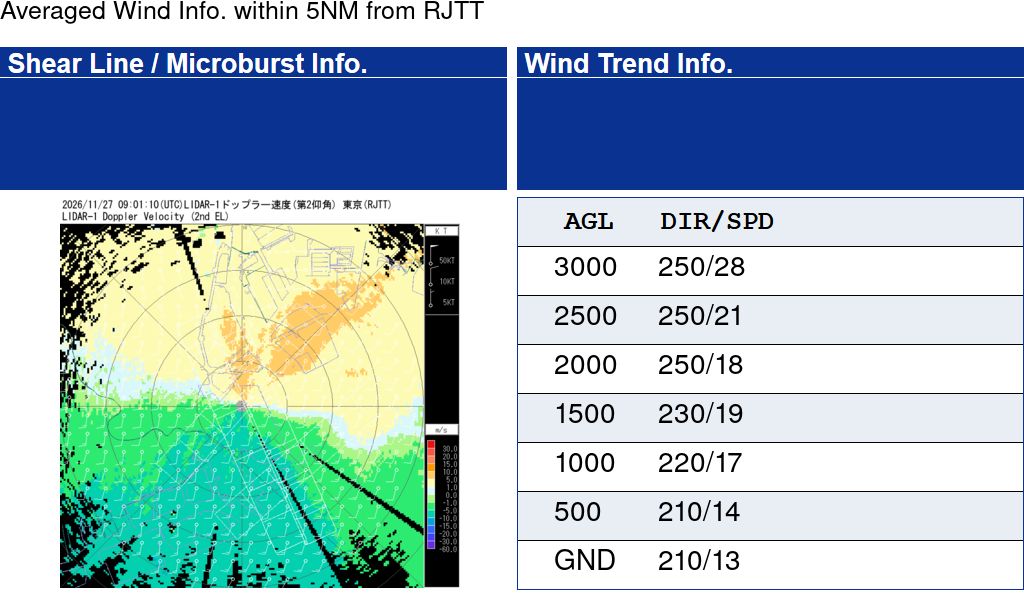 Averaged Wind Info. within 5NM from RJTT
Shear Line / Microburst Info.
Wind Trend Info.
2026/11/27 09:01:10(UTC)LIDAR-1ドップラー速度(第2仰角) 東京(RJTT)
LIDAR-1 Doppler Velocity (2nd EL)
K T
50KT
10KT
5KT
m/s
30.0
20.0
15.0
10.0
5.0
1.0
0.0
-1.0
-5.0
-10.0
-15.0
-20.0
-30.0
-60.0
AGL DIR/SPD
3000 250/28
2500 250/21
2000 250/18
1500 230/19
1000 220/17
500 210/14
GND 210/13